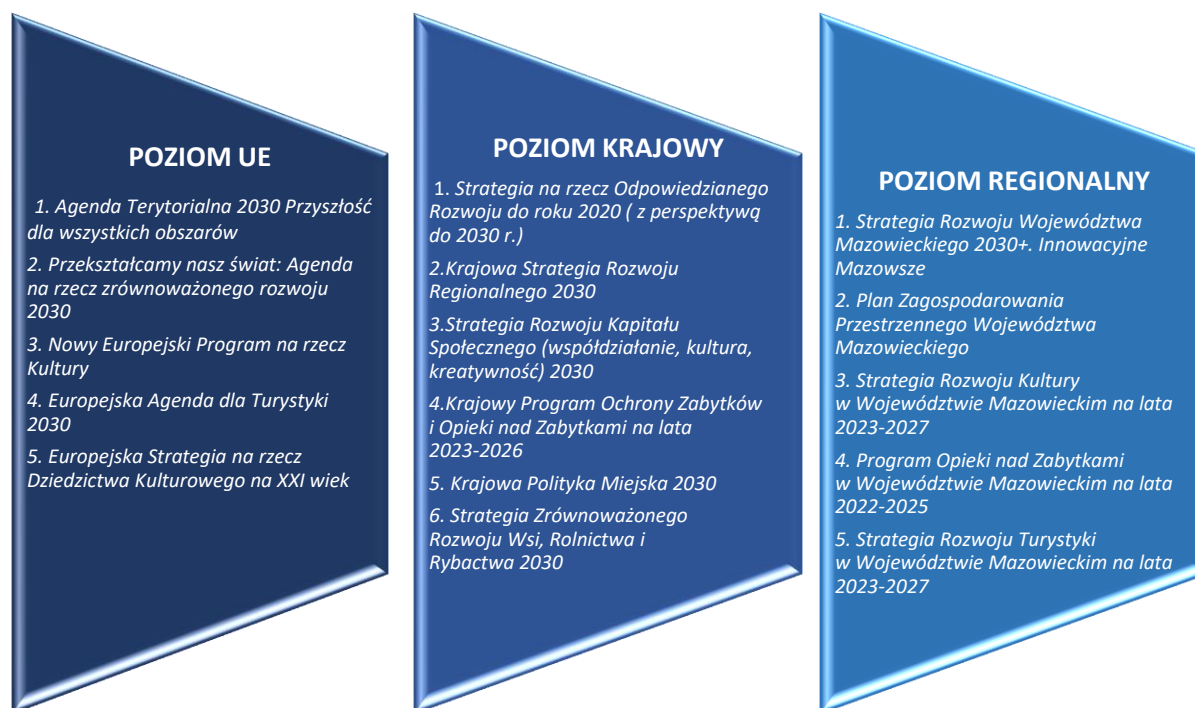 POZIOM UE
1. Agenda Terytorialna 2030 Przyszłość
dla wszystkich obszarów
2. Przekształcamy nasz świat: Agenda
na rzecz zrównoważonego rozwoju
2030
3. Nowy Europejski Program na rzecz
Kultury
4. Europejska Agenda dla Turystyki
2030
5. Europejska Strategia na rzecz
Dziedzictwa Kulturowego na XXI wiek
POZIOM KRAJOWY
1. Strategia na rzecz Odpowiedzianego
Rozwoju do roku 2020 ( z perspektywą
do 2030 r.)
2.Krajowa Strategia Rozwoju
Regionalnego 2030
3.Strategia Rozwoju Kapitału
Społecznego (współdziałanie, kultura,
kreatywność) 2030
4.Krajowy Program Ochrony Zabytków
i Opieki nad Zabytkami na lata
2023-2026
5. Krajowa Polityka Miejska 2030
6. Strategia Zrównoważonego
Rozwoju Wsi, Rolnictwa i
Rybactwa 2030
POZIOM REGIONALNY
1. Strategia Rozwoju Województwa
Mazowieckiego 2030+. Innowacyjne
Mazowsze
2. Plan Zagospodarowania
Przestrzennego Województwa
Mazowieckiego
3. Strategia Rozwoju Kultury
w Województwie Mazowieckim na lata
2023-2027
4. Program Opieki nad Zabytkami
w Województwie Mazowieckim na lata
2022-2025
5. Strategia Rozwoju Turystyki
w Województwie Mazowieckim na lata
2023-2027